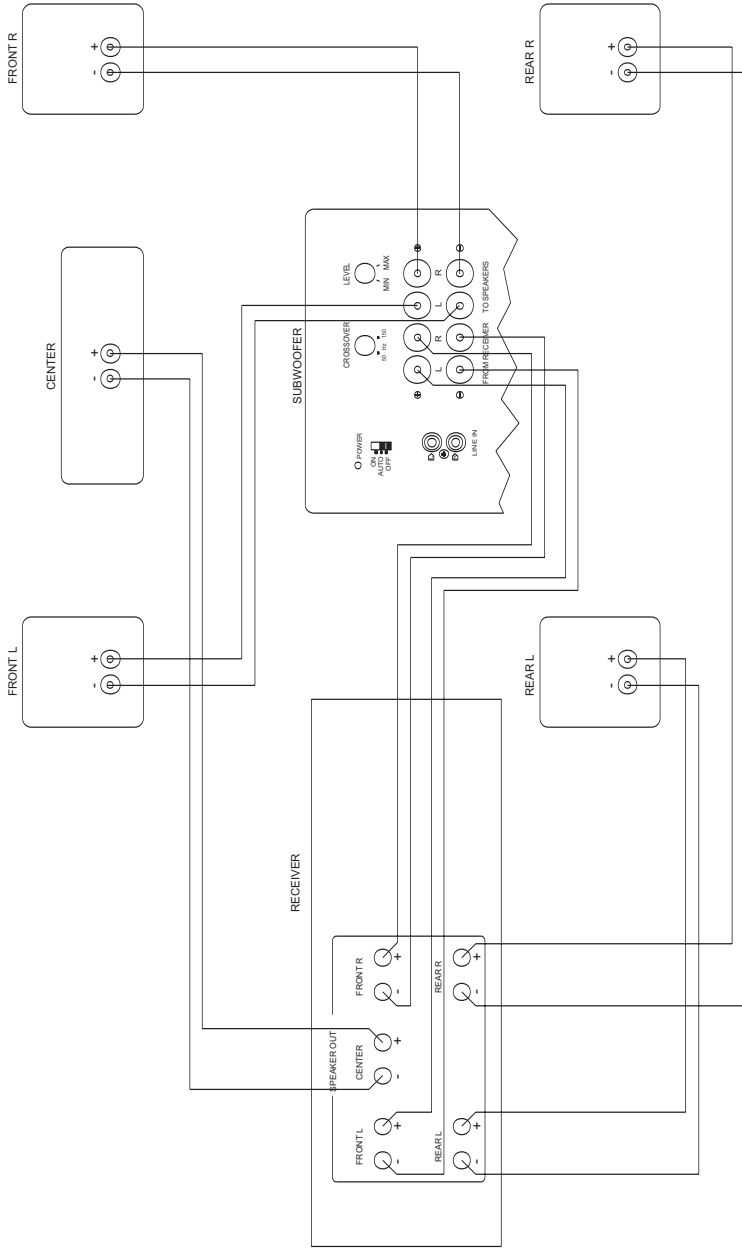 FRONT L
-
+
CENTER
-
+
FRONT R
-
+
SUBWOOFER
POWER
ON
AUTO
OFF
CROSSOVER
50 Hz 150
LEVEL
MIN MAX
L R L R
FROM RECEIVER TO SPEAKERS
LINE IN
RECEIVER
SPEAKER OUT
FRONT L
- +
CENTER
- +
FRONT R
- +
REAR L
- +
REAR R
- +
REAR L
-
+
REAR R
-
+